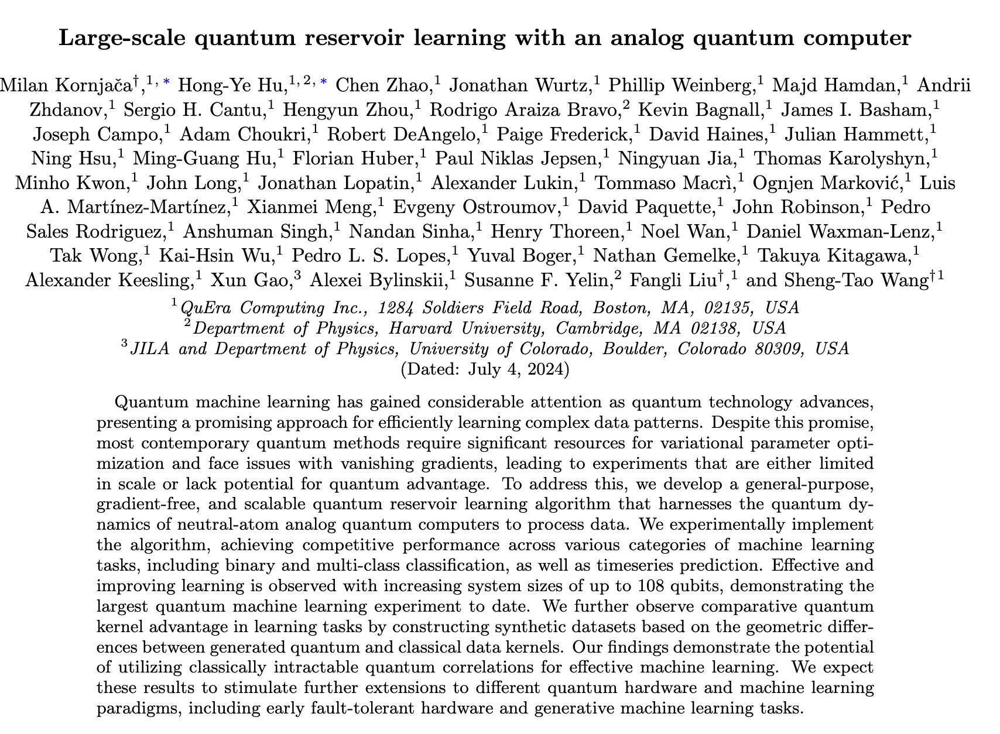 Large-scale quantum reservoir learning with an analog quantum computer
Milan Kornjača†,1, * Hong-Ye Hu,1, 2, * Chen Zhao,1 Jonathan Wurtz,1 Phillip Weinberg,1 Majd Hamdan,1 Andrii
Zhdanov,1 Sergio H. Cantu,1 Hengyun Zhou,1 Rodrigo Araiza Bravo,2 Kevin Bagnall,1 James I. Basham,1
Joseph Campo,1 Adam Choukri,1 Robert DeAngelo,1 Paige Frederick,1 David Haines,1 Julian Hammett,1
Ning Hsu,1 Ming-Guang Hu,1 Florian Huber,1 Paul Niklas Jepsen,1 Ningyuan Jia,1 Thomas Karolyshyn,1
Minho Kwon,1 John Long,1 Jonathan Lopatin,1 Alexander Lukin,1 Tommaso Macrì,1 Ognjen Marković,1 Luis
A. Martínez-Martínez,1 Xianmei Meng,1 Evgeny Ostroumov,1 David Paquette,1 John Robinson,1 Pedro
Sales Rodriguez,1 Anshuman Singh,1 Nandan Sinha,1 Henry Thoreen,1 Noel Wan,1 Daniel Waxman-Lenz,1
Tak Wong,1 Kai-Hsin Wu,1 Pedro L. S. Lopes,1 Yuval Boger,1 Nathan Gemelke,1 Takuya Kitagawa,1
Alexander Keesling,1 Xun Gao,3 Alexei Bylinskii,1 Susanne F. Yelin,2 Fangli Liu†,1 and Sheng-Tao Wang†1
1QuEra Computing Inc., 1284 Soldiers Field Road, Boston, MA, 02135, USA
2Department of Physics, Harvard University, Cambridge, MA 02138, USA
3JILA and Department of Physics, University of Colorado, Boulder, Colorado 80309, USA
(Dated: July 4, 2024)
Quantum machine learning has gained considerable attention as quantum technology advances,
presenting a promising approach for efficiently learning complex data patterns. Despite this promise,
most contemporary quantum methods require significant resources for variational parameter opti-
mization and face issues with vanishing gradients, leading to experiments that are either limited
in scale or lack potential for quantum advantage. To address this, we develop a general-purpose,
gradient-free, and scalable quantum reservoir learning algorithm that harnesses the quantum dy-
namics of neutral-atom analog quantum computers to process data. We experimentally implement
the algorithm, achieving competitive performance across various categories of machine learning
tasks, including binary and multi-class classification, as well as timeseries prediction. Effective and
improving learning is observed with increasing system sizes of up to 108 qubits, demonstrating the
largest quantum machine learning experiment to date. We further observe comparative quantum
kernel advantage in learning tasks by constructing synthetic datasets based on the geometric differ-
ences between generated quantum and classical data kernels. Our findings demonstrate the potential
of utilizing classically intractable quantum correlations for effective machine learning. We expect
these results to stimulate further extensions to different quantum hardware and machine learning
paradigms, including early fault-tolerant hardware and generative machine learning tasks.